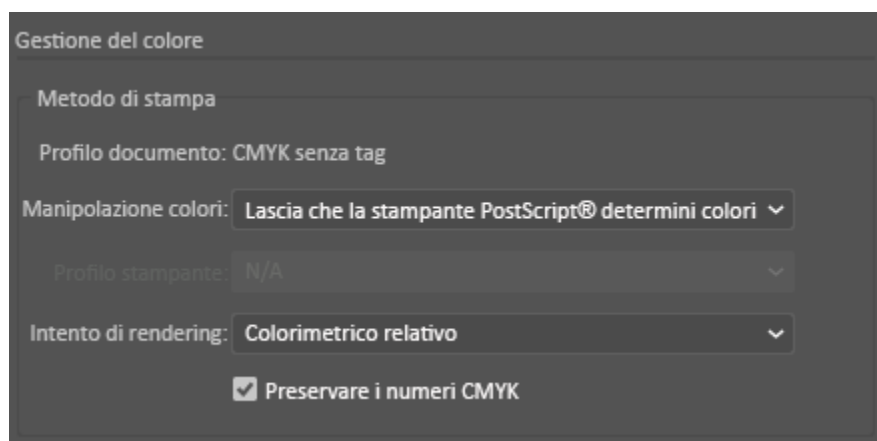 Gestione del colore
Metodo di stampa
Profilo documento: CMYK senza tag
Manipolazione colori: Lascia che la stampante PostScript® determini colori
Profilo stampante: N/A
Intento di rendering: Colorimetrico relativo
Preservare i numeri CMYK